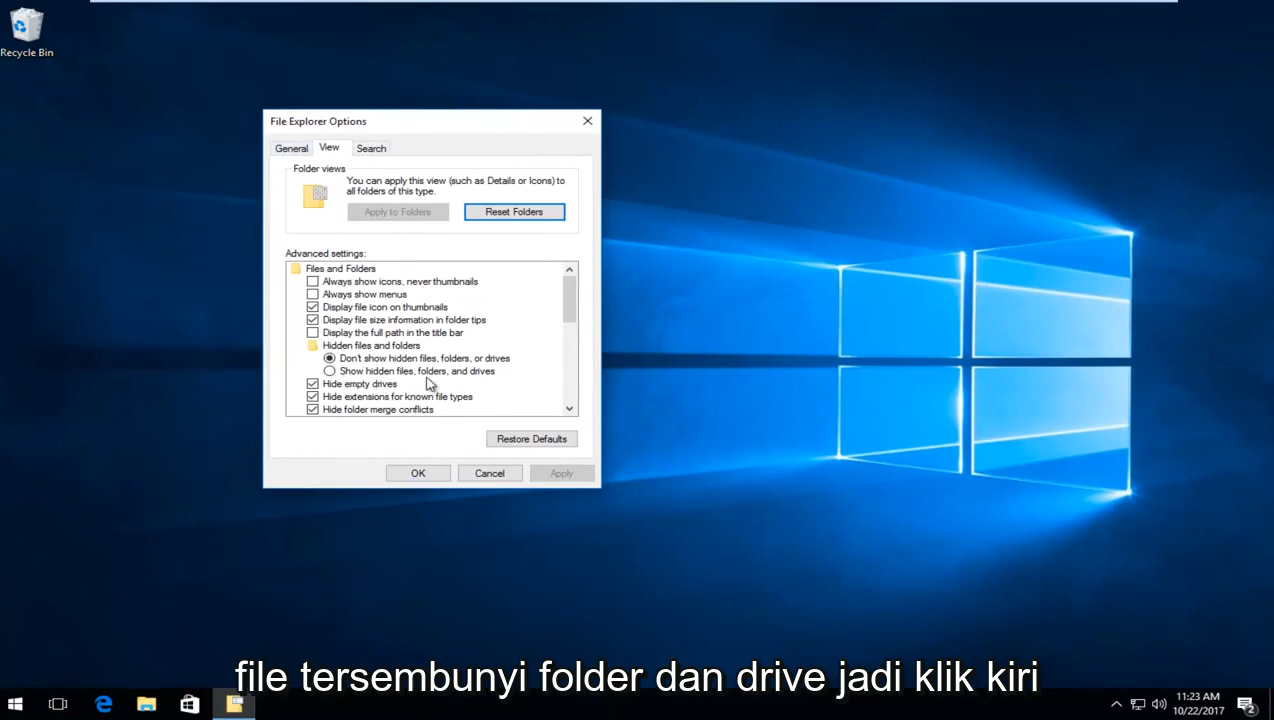 Recycle Bin
File Explorer Options
General View Search
Folder views
You can apply this view (such as Details or Icons) to
all folders of this type.
Apply to Folders Reset Folders
Advanced settings:
Files and Folders
Always show icons, never thumbnails
Always show menus
Display file icon on thumbnails
Display file size information in folder tips
Display the full path in the title bar
Hidden files and folders
Don't show hidden files, folders, or drives
Show hidden files, folders, and drives
Hide empty drives
Hide extensions for known file types
Hide folder merge conflicts
Restore Defaults
OK Cancel Apply
file tersembunyi folder dan drive jadi klik kiri
11:23 AM
10/22/2017
2